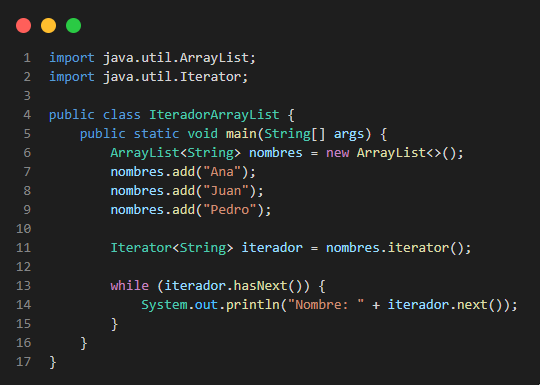 1 import java.util.ArrayList;
2 import java.util.Iterator;
3
4 public class IteradorArrayList {
5     public static void main(String[] args) {
6         ArrayList<String> nombres = new ArrayList<>();
7         nombres.add("Ana");
8         nombres.add("Juan");
9         nombres.add("Pedro");
10
11         Iterator<String> iterador = nombres.iterator();
12
13         while (iterador.hasNext()) {
14             System.out.println("Nombre: " + iterador.next());
15         }
16     }
17 }